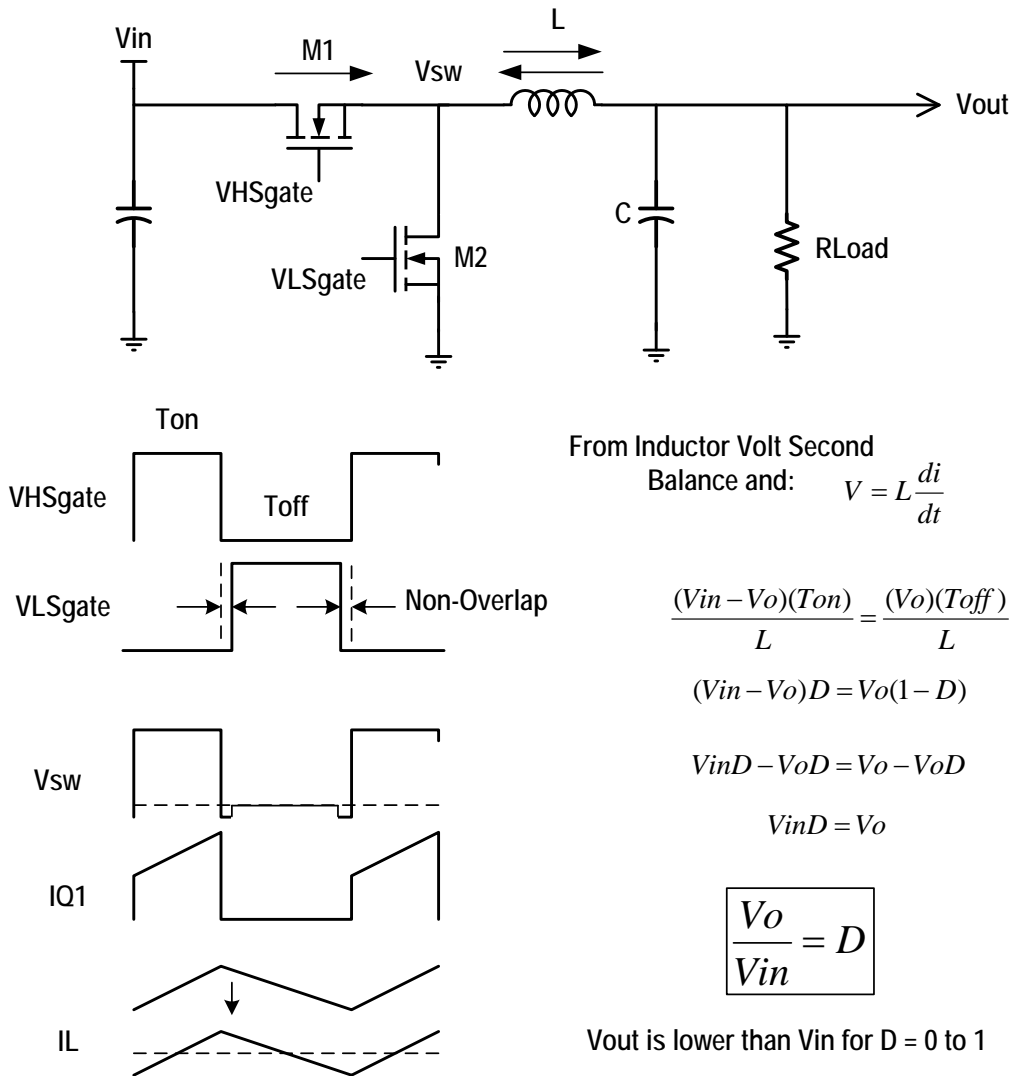 Vin
M1
Vsw
L
Vout
VHSgate
C
RLoad
M2
VLSgate
Ton
VHSgate
Toff
VLSgate
Non-Overlap
Vsw
IQ1
IL
From Inductor Volt Second
Balance and:
V = L di/dt
(Vin – Vo)(Ton)/L = (Vo)(Toff)/L
(Vin – Vo)D = Vo(1 – D)
VinD – VoD = Vo – VoD
VinD = Vo
Vo/Vin = D
Vout is lower than Vin for D = 0 to 1